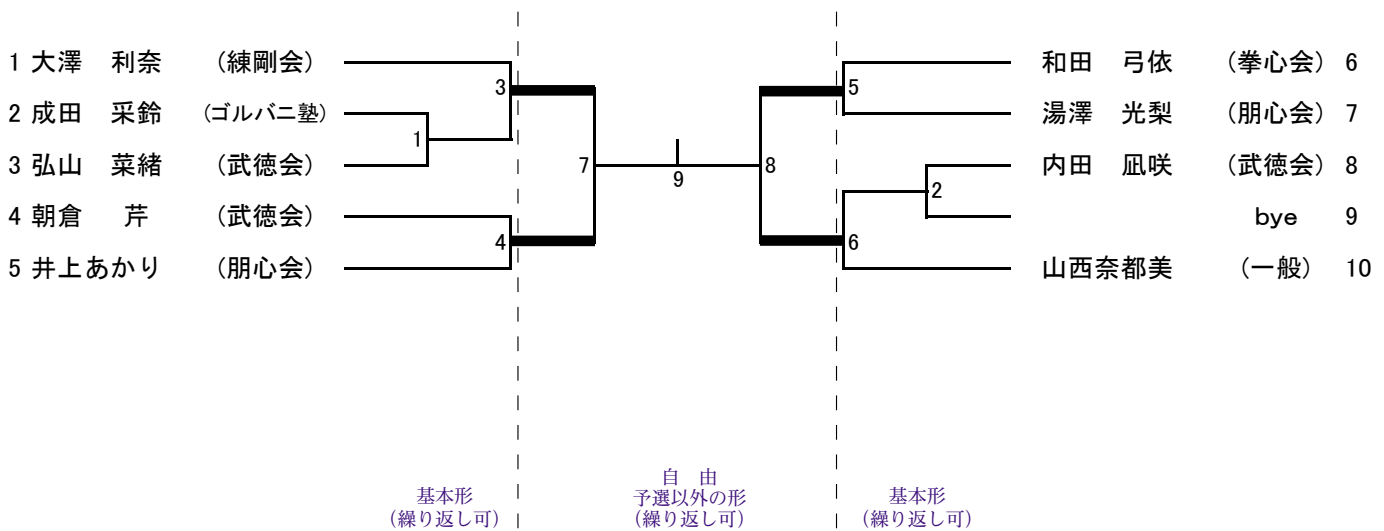 1 大澤　利奈　（練剛会）　3　5　和田　弓依　（拳心会） 6
2 成田　采鈴　（ゴルバニ塾）　1　湯澤　光梨　（朋心会） 7
3 弘山　菜緒　（武徳会）　7　9　8　内田　凪咲　（武徳会） 8
2
4 朝倉　芹　（武徳会）　4　6　bye 9
5 井上あかり　（朋心会）　山西奈都美　（一般） 10
自　由
基本形　予選以外の形　基本形
（繰り返し可）　（繰り返し可）　（繰り返し可）